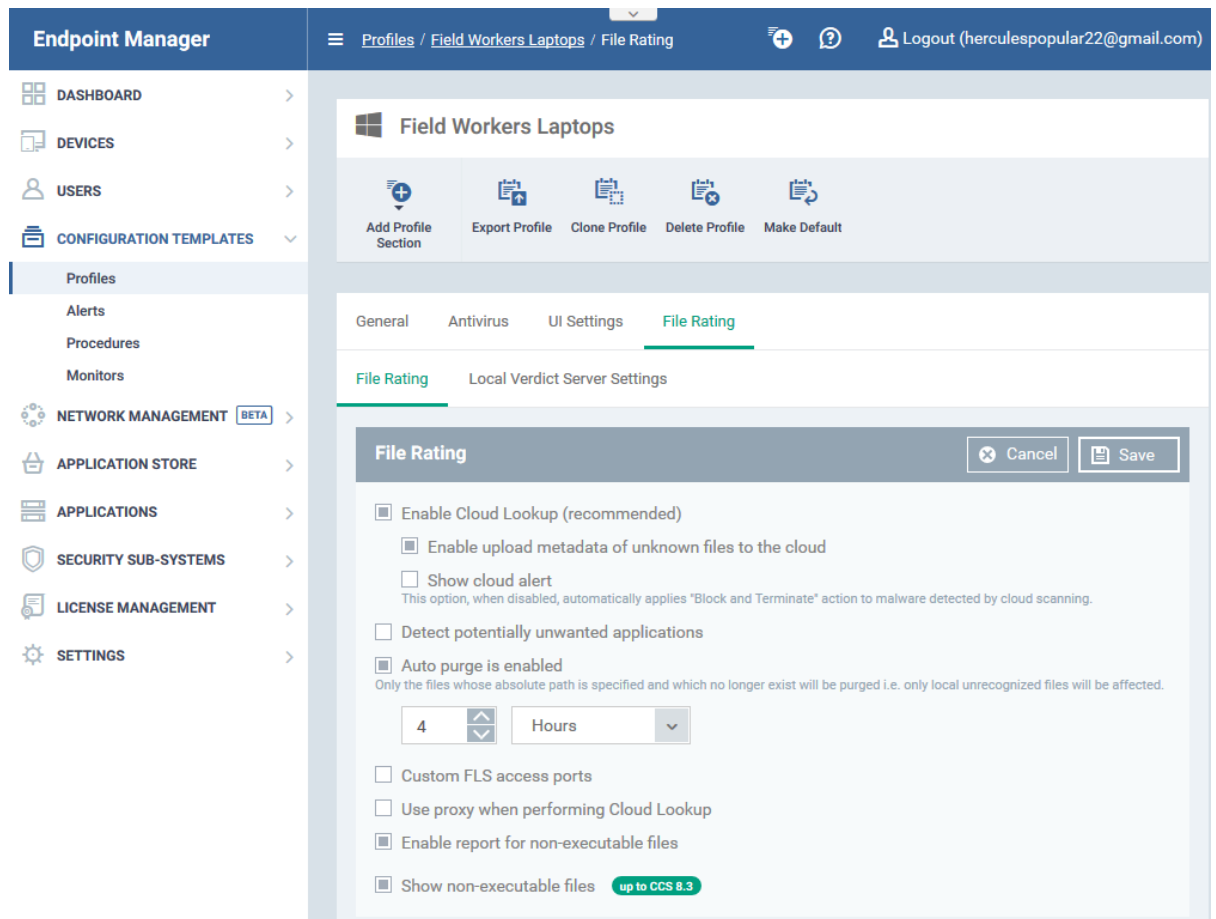 Endpoint Manager
Profiles / Field Workers Laptops / File Rating
Logout (herculespopular22@gmail.com)
DASHBOARD
DEVICES
USERS
CONFIGURATION TEMPLATES
Profiles
Alerts
Procedures
Monitors
NETWORK MANAGEMENT BETA
APPLICATION STORE
APPLICATIONS
SECURITY SUB-SYSTEMS
LICENSE MANAGEMENT
SETTINGS
Field Workers Laptops
Add Profile
Section
Export Profile
Clone Profile
Delete Profile
Make Default
General
Antivirus
UI Settings
File Rating
File Rating
Local Verdict Server Settings
File Rating
Cancel
Save
Enable Cloud Lookup (recommended)
Enable upload metadata of unknown files to the cloud
Show cloud alert
This option, when disabled, automatically applies "Block and Terminate" action to malware detected by cloud scanning.
Detect potentially unwanted applications
Auto purge is enabled
Only the files whose absolute path is specified and which no longer exist will be purged i.e. only local unrecognized files will be affected.
4
Hours
Custom FLS access ports
Use proxy when performing Cloud Lookup
Enable report for non-executable files
Show non-executable files up to CCS 8.3